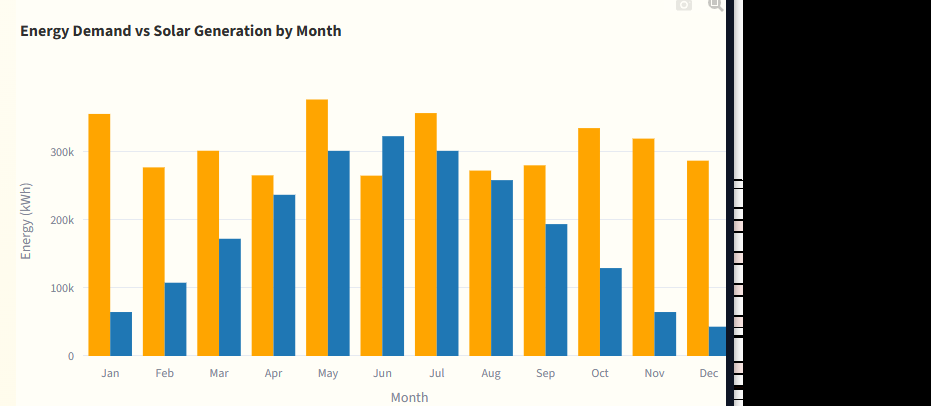 Energy Demand vs Solar Generation by Month
Energy (kWh)
300k
200k
100k
0
Jan Feb Mar Apr May Jun Jul Aug Sep Oct Nov Dec
Month